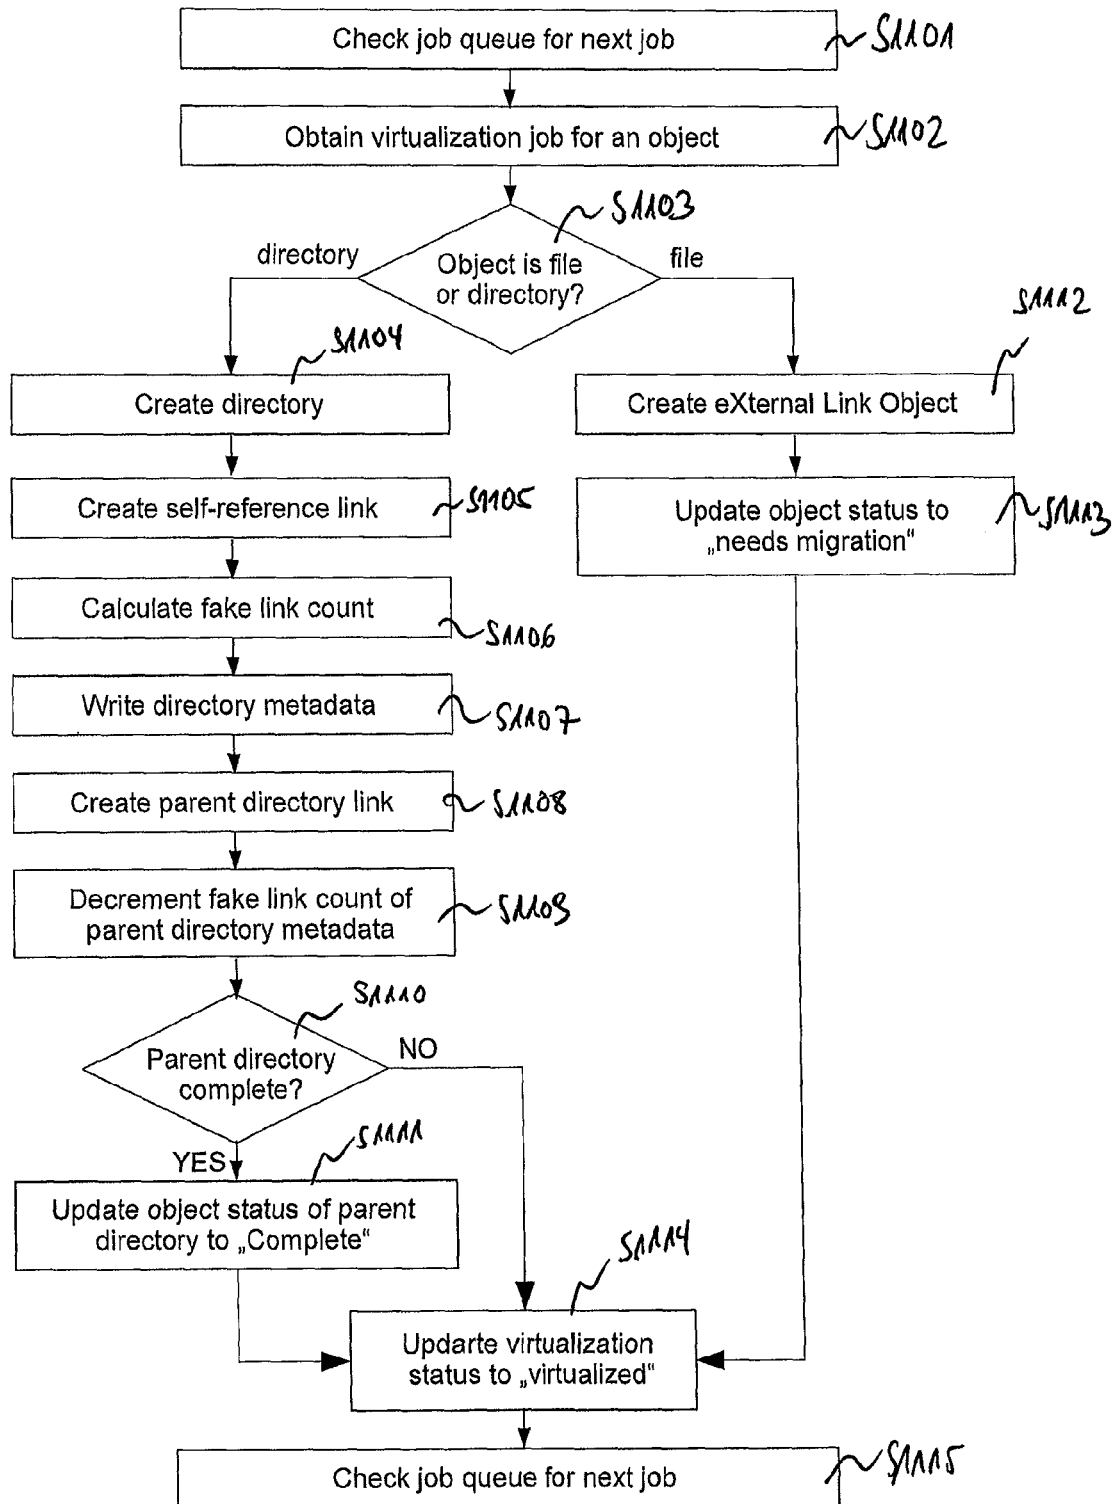 Check job queue for next job
S1101
Obtain virtualization job for an object
S1102
S1103
directory
Object is file
or directory?
file
S1104
Create directory
S1112
Create eXternal Link Object
Create self-reference link
S1105
Update object status to
„needs migration“
S1113
Calculate fake link count
S1106
Write directory metadata
S1107
Create parent directory link
S1108
Decrement fake link count of
parent directory metadata
S1109
S1110
Parent directory
complete?
NO
YES
S1111
Update object status of parent
directory to „Complete“
S1114
Updarte virtualization
status to „virtualized“
Check job queue for next job
S1115